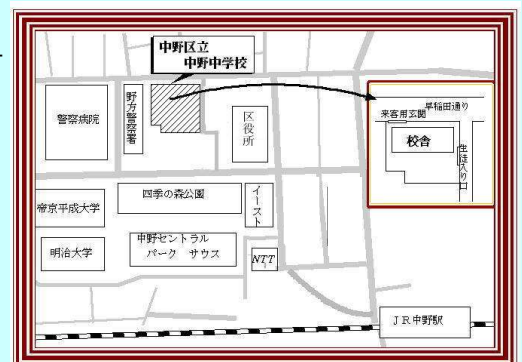 中野区立
中野中学校
警察病院
野方警察署
区役所
早稲田通り
来客用玄関
校舎
生徒入り口
帝京平成大学
四季の森公園
イースト
明治大学
中野セントラル
パーク サウス
NTT
JR中野駅